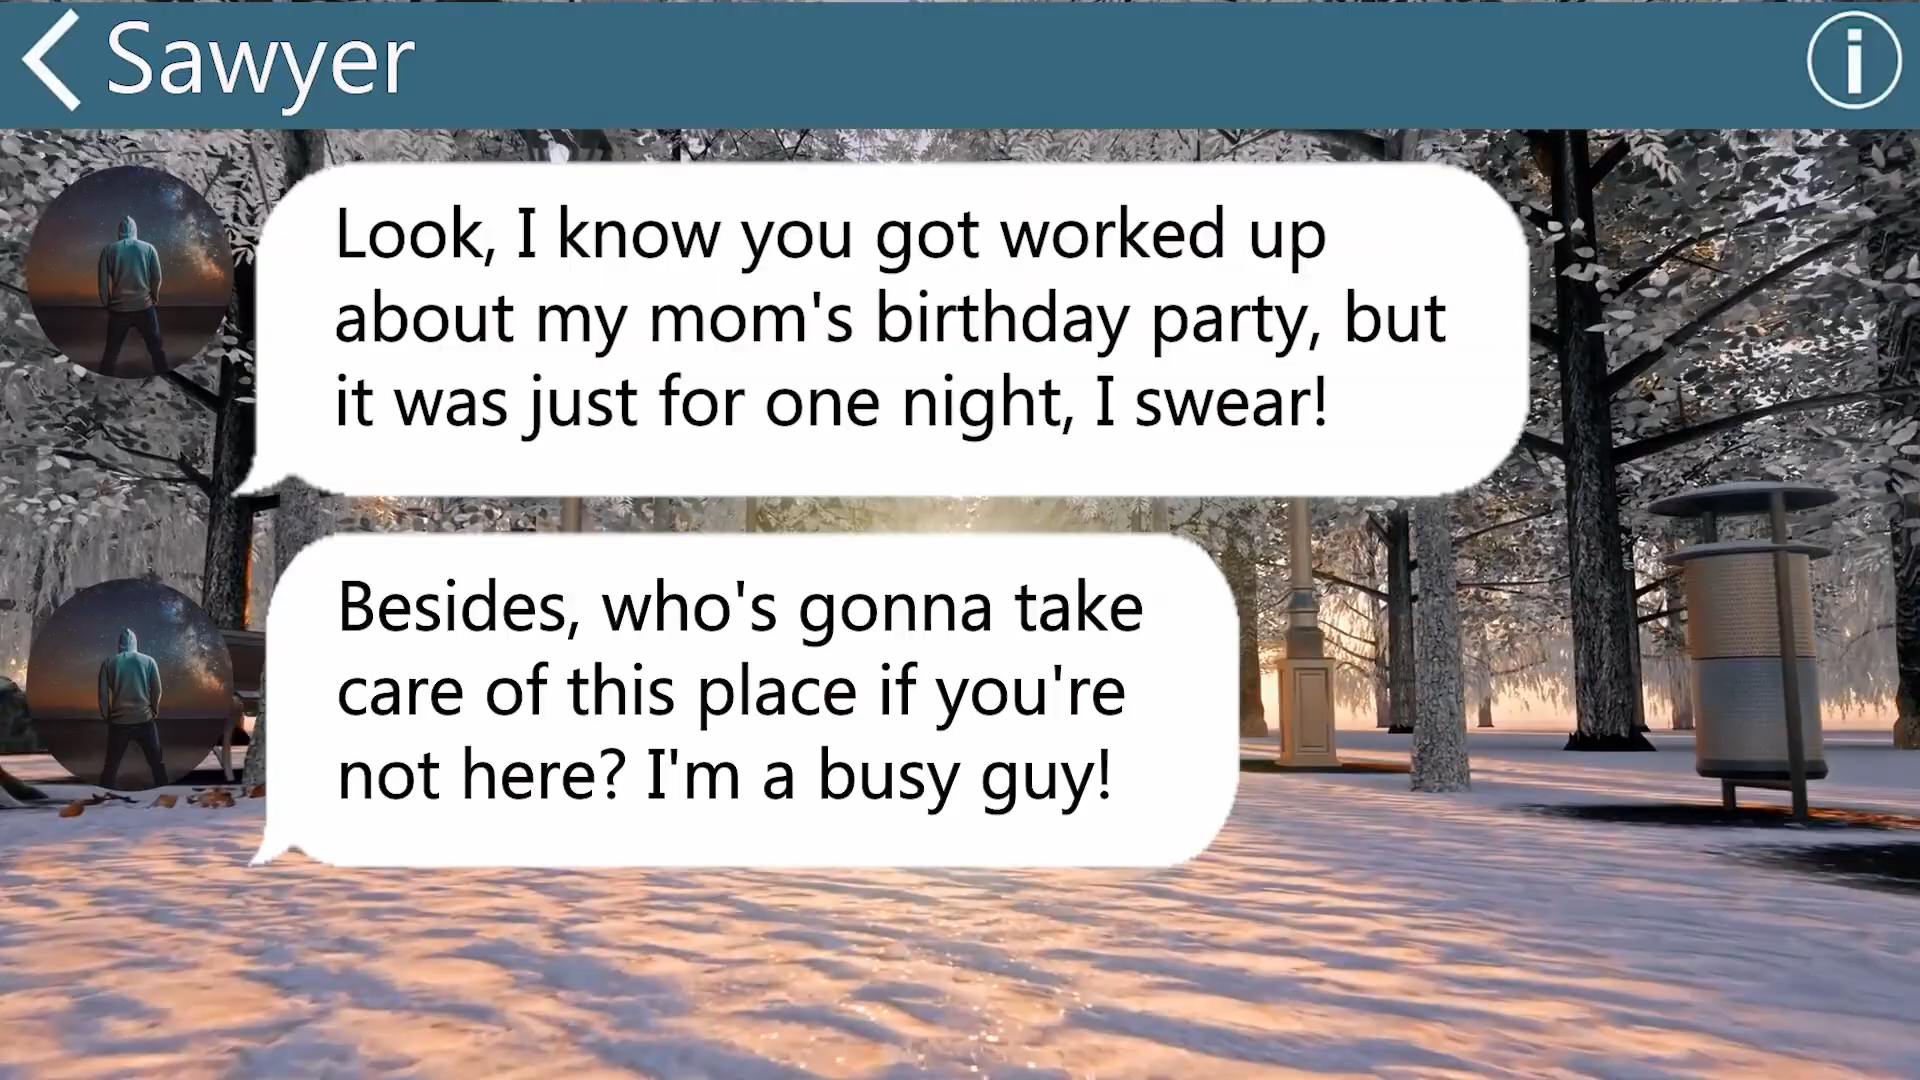 Sawyer
Look, I know you got worked up
about my mom's birthday party, but
it was just for one night, I swear!
Besides, who's gonna take
care of this place if you're
not here? I'm a busy guy!